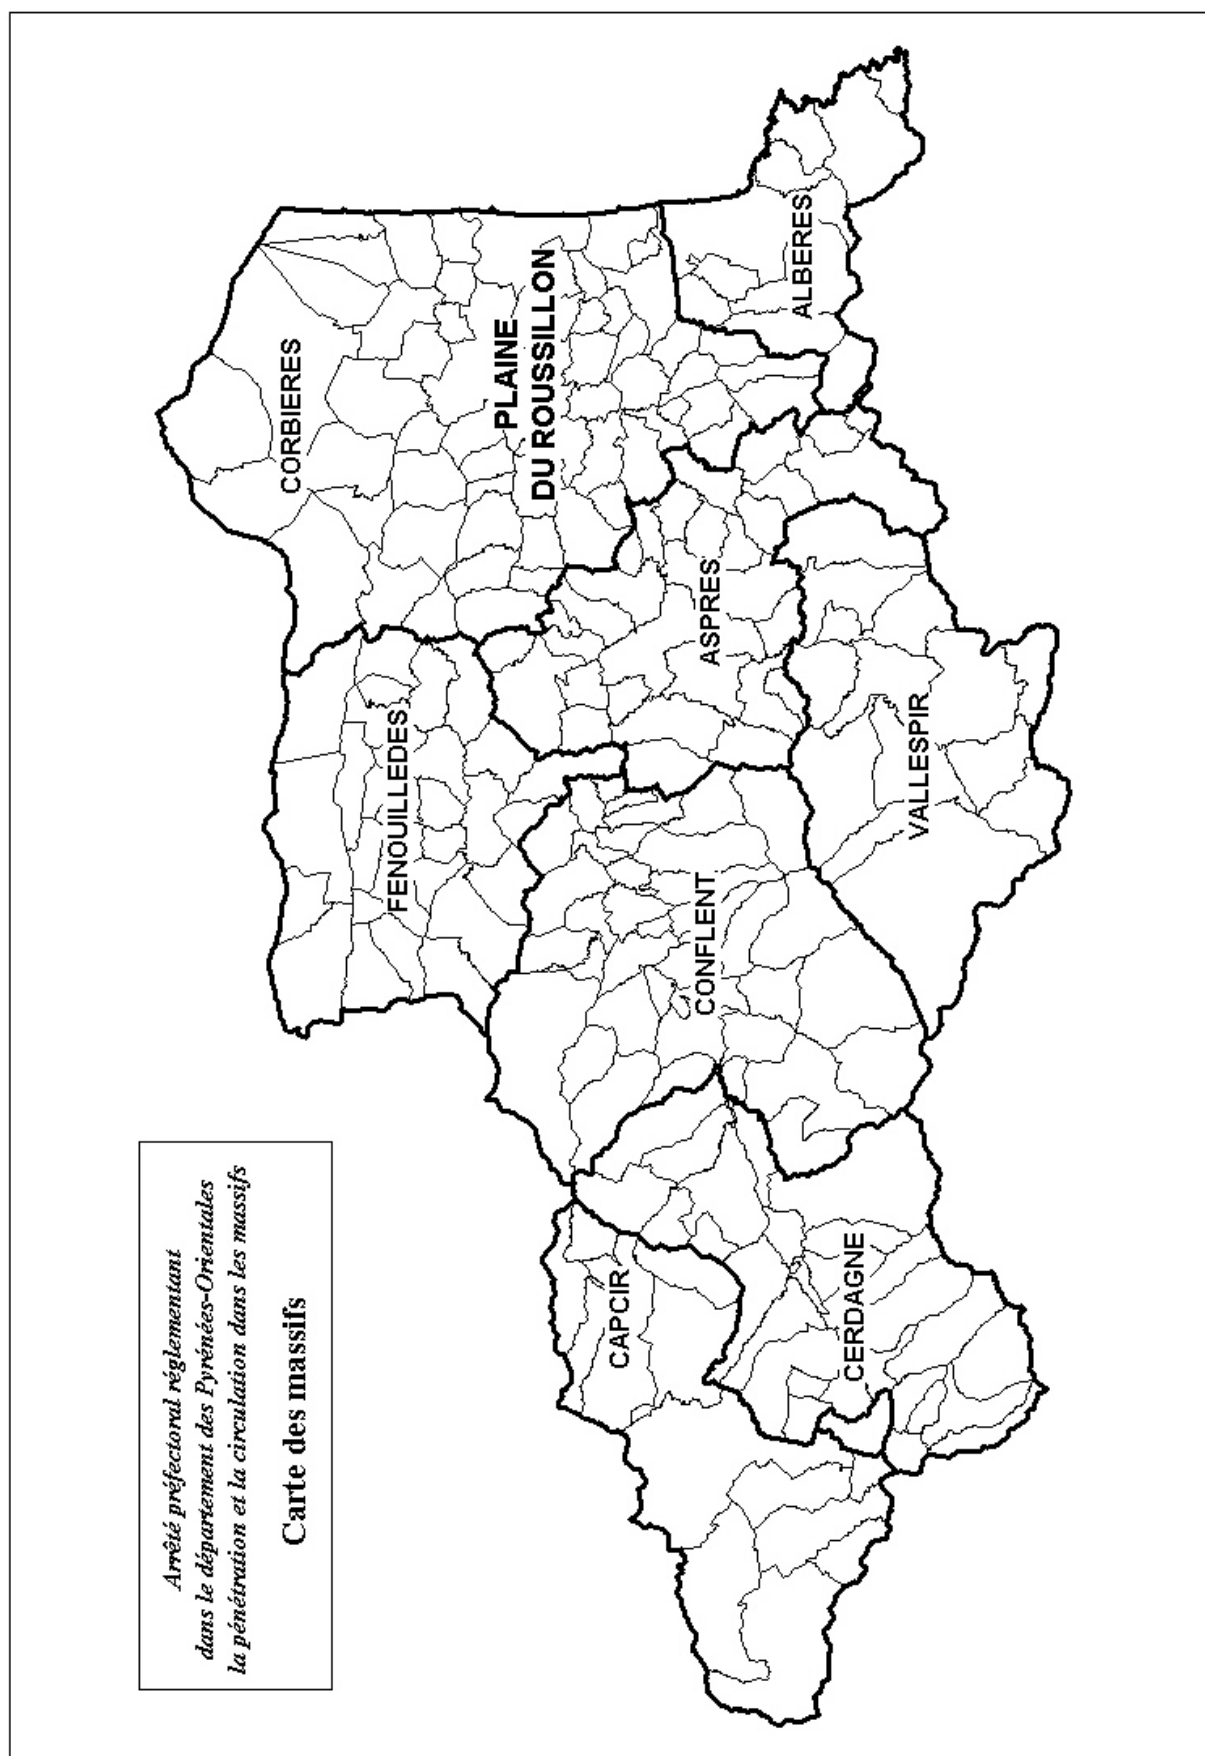 Arrêté préfectoral réglementant
dans le département des Pyrénées-Orientales
la pénétration et la circulation dans les massifs
Carte des massifs
CORBIERES
FENOUILLEDES
PLAINE
DU ROUSSILLON
CAPCIR
CONFLENT
ASPRES
ALBERES
CERDAGNE
VALLESPIR